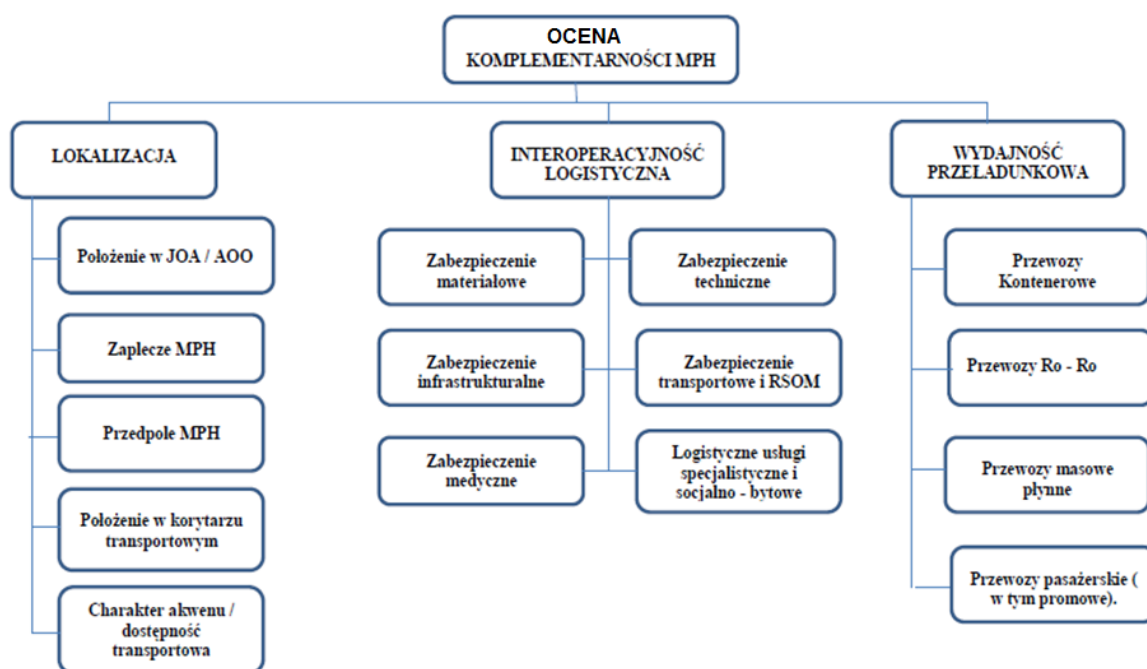 OCENA
KOMPLEMENTARNOŚCI MPH
LOKALIZACJA
INTEROPERACYJNOŚĆ
LOGISTYCZNA
WYDAJNOŚĆ
PRZEŁADUNKOWA
Położenie w JOA / AOO
Zaplecze MPH
Przedpole MPH
Położenie w korytarzu
transportowym
Charakter akwenu /
dostępność
transportowa
Zabezpieczenie
materiałowe
Zabezpieczenie
techniczne
Zabezpieczenie
infrastrukturalne
Zabezpieczenie
transportowe i RSOM
Zabezpieczenie
medyczne
Logistyczne usługi
specjalistyczne i
socjalno - bytowe
Przewozy
Kontenerowe
Przewozy Ro - Ro
Przewozy masowe
płynne
Przewozy pasażerskie (
w tym promowe).